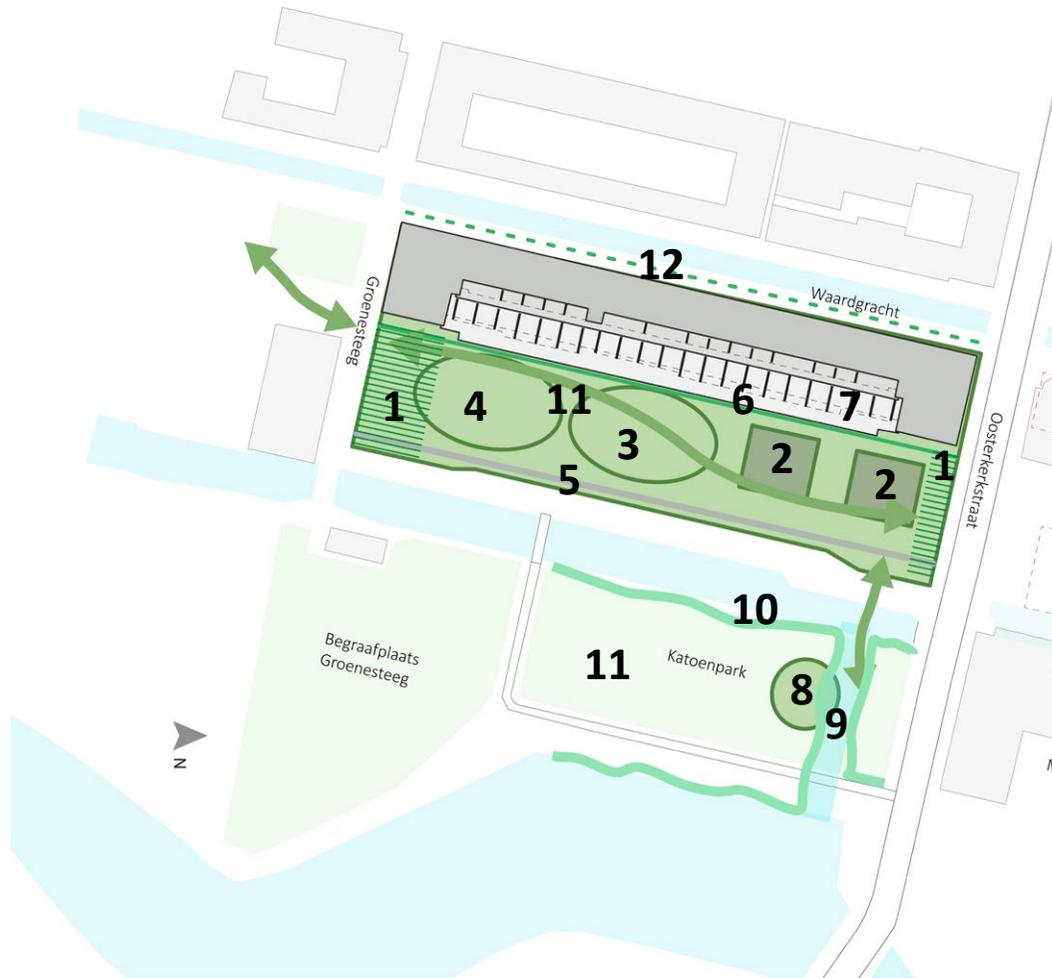 12
Waardgracht
Groenesteeg
1
4
11
6
7
3
2
2
1
5
Oosterkerkstraat
10
Begraafplaats
Groenesteeg
11
Katoenpark
8
9
N